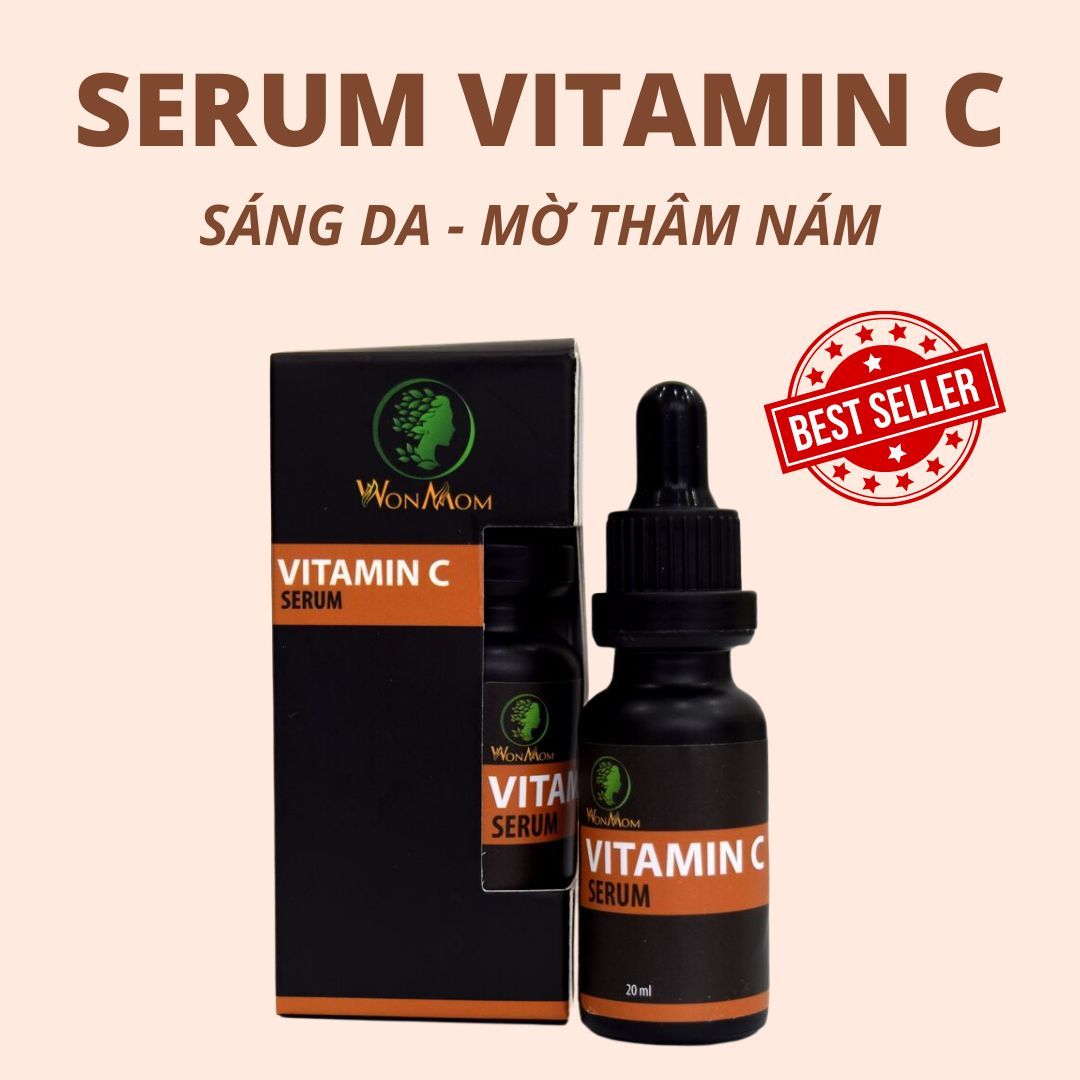 SERUM VITAMIN C
SÁNG DA - MỜ THÂM NÁM
BEST SELLER
WONMOM
VITAMIN C
SERUM
WONMOM
VITAM
SERUM
WONMOM
VITAMIN C
SERUM
20 ml